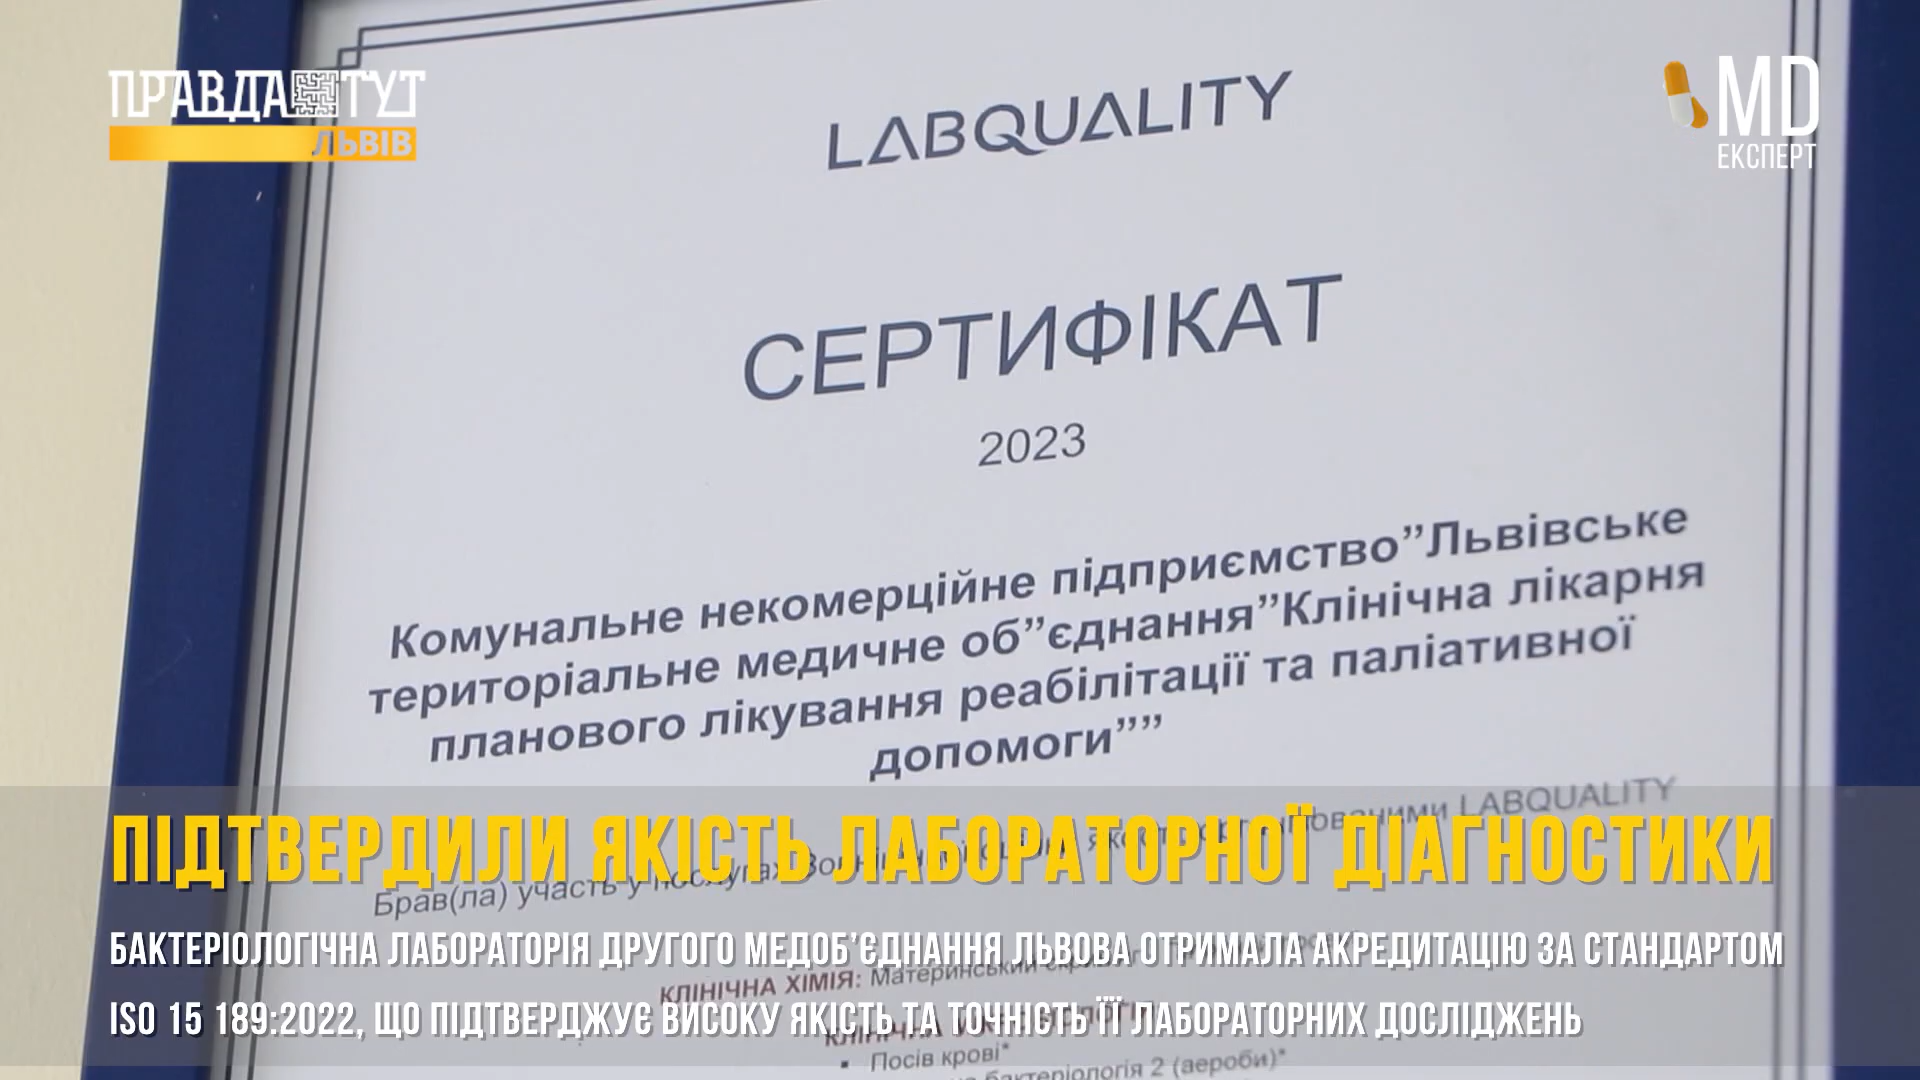 ПРАВДА ТУТ
ЛЬВІВ
MD
ЕКСПЕРТ
LABQUALITY
СЕРТИФІКАТ
2023
Комунальне некомерційне підприємство”Львівське
територіальне медичне об”єднання”Клінічна лікарня
планового лікування реабілітації та паліативної
допомоги””
LABQUALITY
ПІДТВЕРДИЛИ ЯКІСТЬ ЛАБОРАТОРНОЇ ДІАГНОСТИКИ
Брав(ла) участь у послугах
БАКТЕРІОЛОГІЧНА ЛАБОРАТОРІЯ ДРУГОГО МЕДОБ’ЄДНАННЯ ЛЬВОВА ОТРИМАЛА АКРЕДИТАЦІЮ ЗА СТАНДАРТОМ
КЛІНІЧНА ХІМІЯ: Материнський
ISO 15 189:2022, ЩО ПІДТВЕРДЖУЄ ВИСОКУ ЯКІСТЬ ТА ТОЧНІСТЬ ЇЇ ЛАБОРАТОРНИХ ДОСЛІДЖЕНЬ
▪ Посів крові*
2 (аероби)*